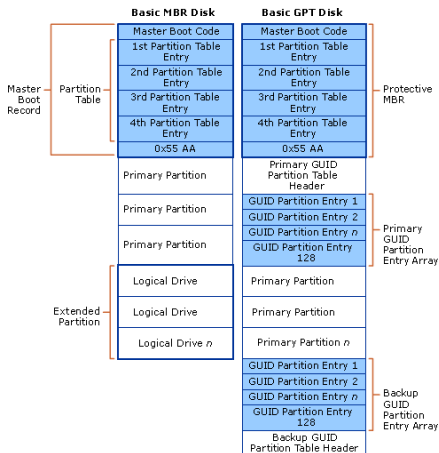 Basic MBR Disk
Basic GPT Disk
Master Boot Code
1st Partition Table
Entry
2nd Partition Table
Entry
3rd Partition Table
Entry
4th Partition Table
Entry
0x55 AA
Primary Partition
Primary Partition
Primary Partition
Logical Drive
Logical Drive
Logical Drive n
Master
Boot
Record
Partition
Table
Extended
Partition
Master Boot Code
1st Partition Table
Entry
2nd Partition Table
Entry
3rd Partition Table
Entry
4th Partition Table
Entry
0x55 AA
Primary GUID
Partition Table
Header
GUID Partition Entry 1
GUID Partition Entry 2
GUID Partition Entry n
GUID Partition Entry
128
Primary Partition
Primary Partition
Primary Partition n
GUID Partition Entry 1
GUID Partition Entry 2
GUID Partition Entry n
GUID Partition Entry
128
Backup GUID
Partition Table Header
Protective
MBR
Primary
GUID
Partition
Entry Array
Backup
GUID
Partition
Entry Array